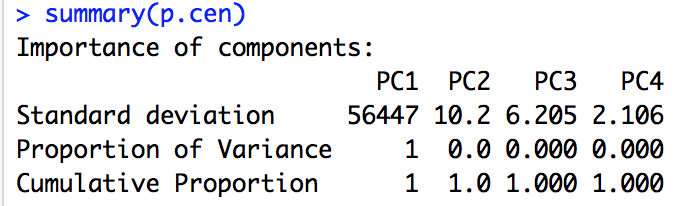 > summary(p.cen)
Importance of components:
PC1 PC2 PC3 PC4
Standard deviation 56447 10.2 6.205 2.106
Proportion of Variance 1 0.0 0.000 0.000
Cumulative Proportion 1 1.0 1.000 1.000